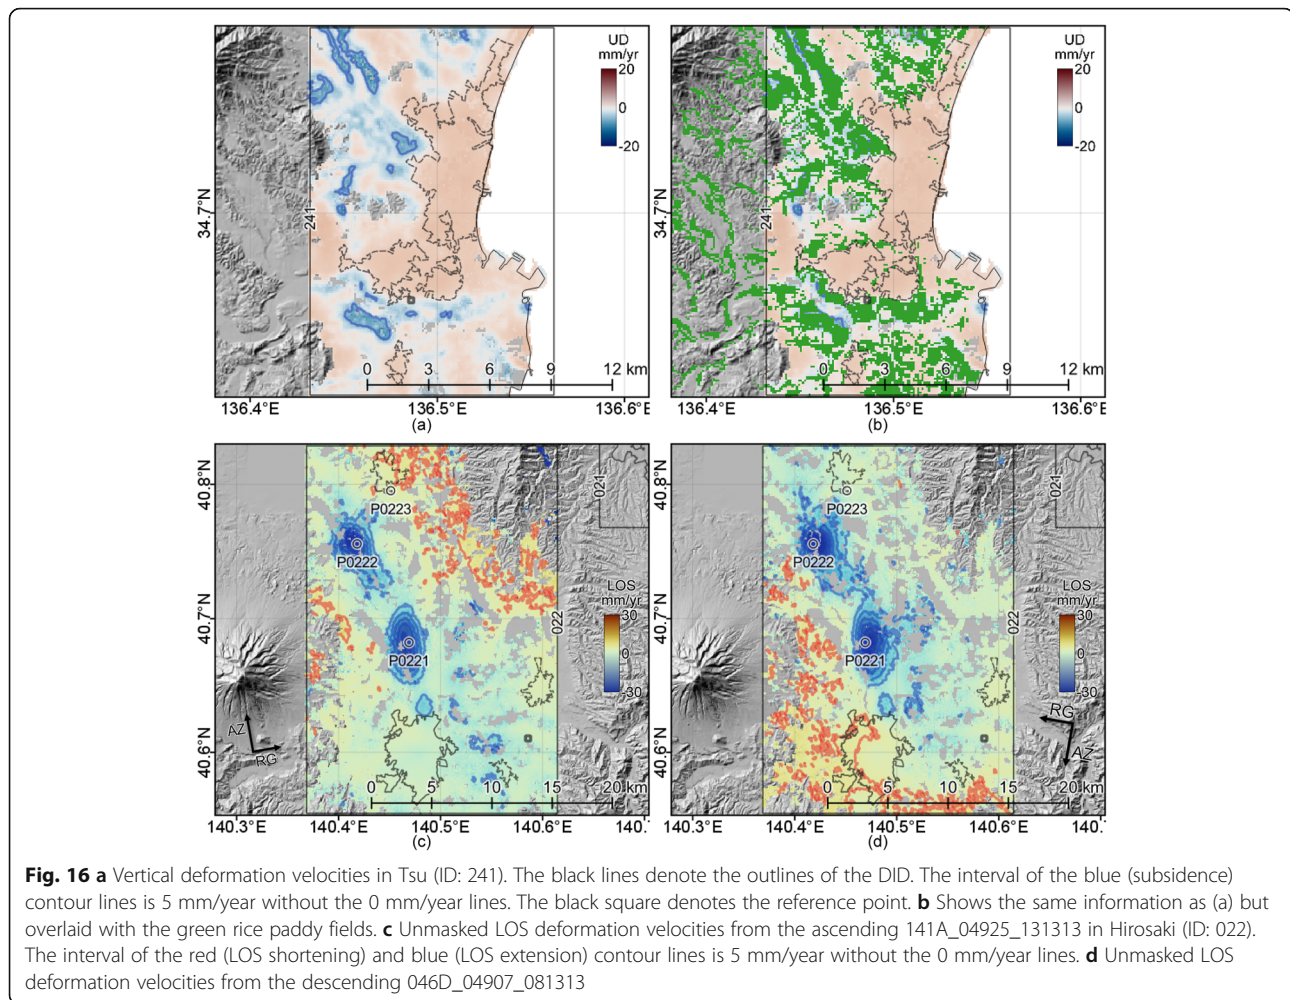 UD
mm/yr
20
0
-20
34.7°N
241
0 3 6 9 12 km
136.4°E 136.5°E 136.6°E
(a)
UD
mm/yr
20
0
-20
34.7°N
241
0 3 6 9 12 km
136.4°E 136.5°E 136.6°E
(b)
021
40.8°N
P0223
P0222
LOS
mm/yr
30
0
-30
40.7°N
022
P0221
AZ
RG
40.6°N
0 5 10 15 20 km
140.3°E 140.4°E 140.5°E 140.6°E 140.
(c)
021
40.8°N
P0223
P0222
LOS
mm/yr
30
0
-30
40.7°N
022
P0221
RG
AZ
40.6°N
0 5 10 15 20 km
140.3°E 140.4°E 140.5°E 140.6°E 140.
(d)
Fig. 16 a Vertical deformation velocities in Tsu (ID: 241). The black lines denote the outlines of the DID. The interval of the blue (subsidence)
contour lines is 5 mm/year without the 0 mm/year lines. The black square denotes the reference point. b Shows the same information as (a) but
overlaid with the green rice paddy fields. c Unmasked LOS deformation velocities from the ascending 141A_04925_131313 in Hirosaki (ID: 022).
The interval of the red (LOS shortening) and blue (LOS extension) contour lines is 5 mm/year without the 0 mm/year lines. d Unmasked LOS
deformation velocities from the descending 046D_04907_081313